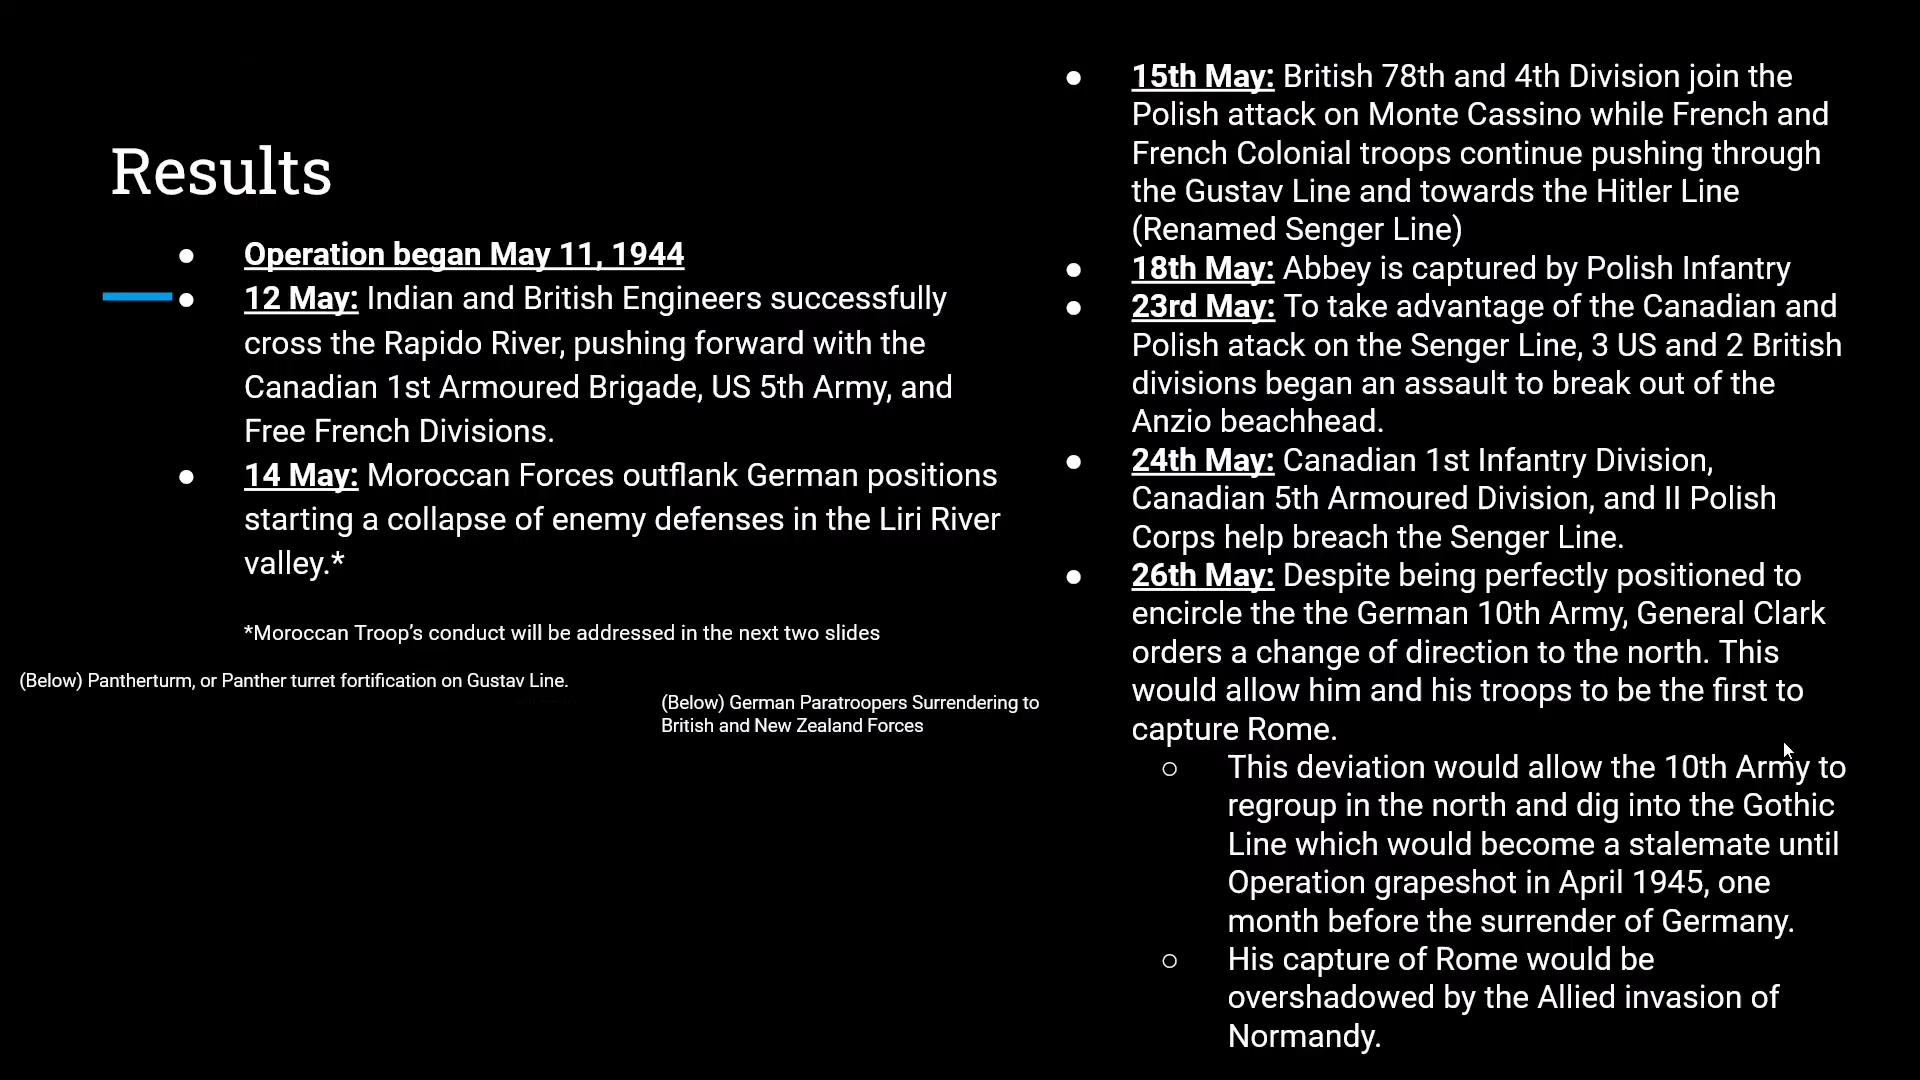 Results
Operation began May 11, 1944
12 May: Indian and British Engineers successfully
cross the Rapido River, pushing forward with the
Canadian 1st Armoured Brigade, US 5th Army, and
Free French Divisions.
14 May: Moroccan Forces outflank German positions
starting a collapse of enemy defenses in the Liri River
valley.*
*Moroccan Troop's conduct will be addressed in the next two slides
(Below) Pantherturm, or Panther turret fortification on Gustav Line.
(Below) German Paratroopers Surrendering to
British and New Zealand Forces
15th May: British 78th and 4th Division join the
Polish attack on Monte Cassino while French and
French Colonial troops continue pushing through
the Gustav Line and towards the Hitler Line
(Renamed Senger Line)
18th May: Abbey is captured by Polish Infantry
23rd May: To take advantage of the Canadian and
Polish atack on the Senger Line, 3 US and 2 British
divisions began an assault to break out of the
Anzio beachhead.
24th May: Canadian 1st Infantry Division,
Canadian 5th Armoured Division, and II Polish
Corps help breach the Senger Line.
26th May: Despite being perfectly positioned to
encircle the the German 10th Army, General Clark
orders a change of direction to the north. This
would allow him and his troops to be the first to
capture Rome.
This deviation would allow the 10th Army to
regroup in the north and dig into the Gothic
Line which would become a stalemate until
Operation grapeshot in April 1945, one
month before the surrender of Germany.
His capture of Rome would be
overshadowed by the Allied invasion of
Normandy.